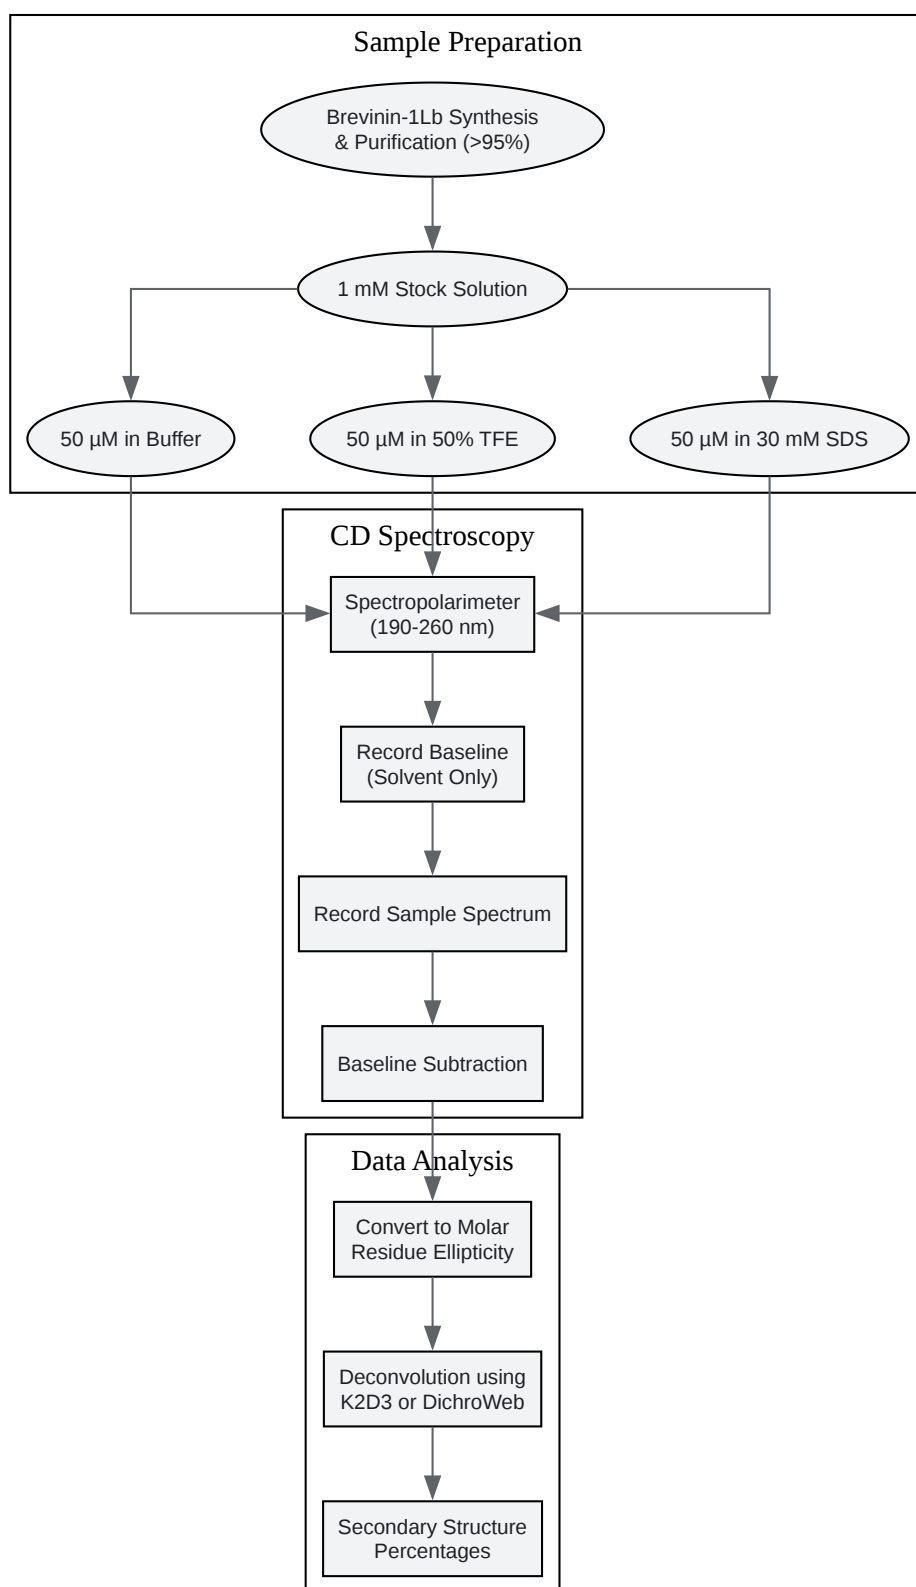 Sample Preparation
Brevinin-1Lb Synthesis
& Purification (>95%)
1 mM Stock Solution
50 µM in Buffer
50 µM in 50% TFE
50 µM in 30 mM SDS
CD Spectroscopy
Spectropolarimeter
(190-260 nm)
Record Baseline
(Solvent Only)
Record Sample Spectrum
Baseline Subtraction
Data Analysis
Convert to Molar
Residue Ellipticity
Deconvolution using
K2D3 or DichroWeb
Secondary Structure
Percentages